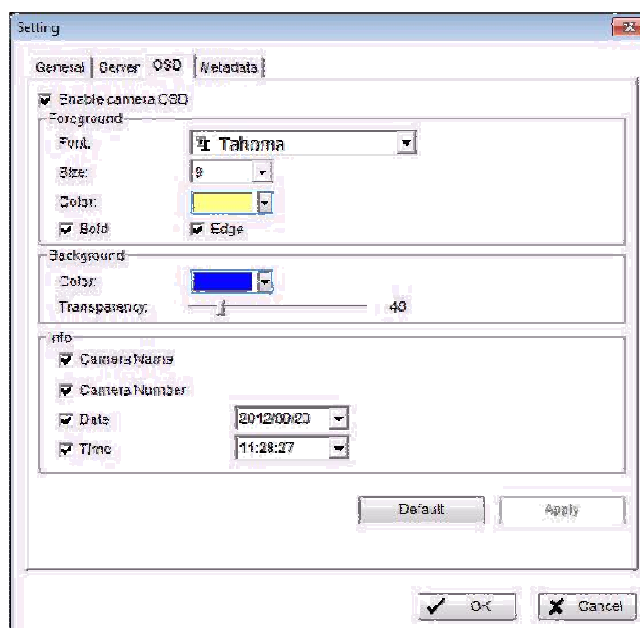 Setting
General Server OSD Metadata
Enable camera OSD
Foreground
Font: Tahoma
Size: 9
Color:
Bold Edge
Background
Color:
Transparency: 40
Info
Camera Name
Camera Number
Date
Time 11:28:27
Default Apply
OK Cancel